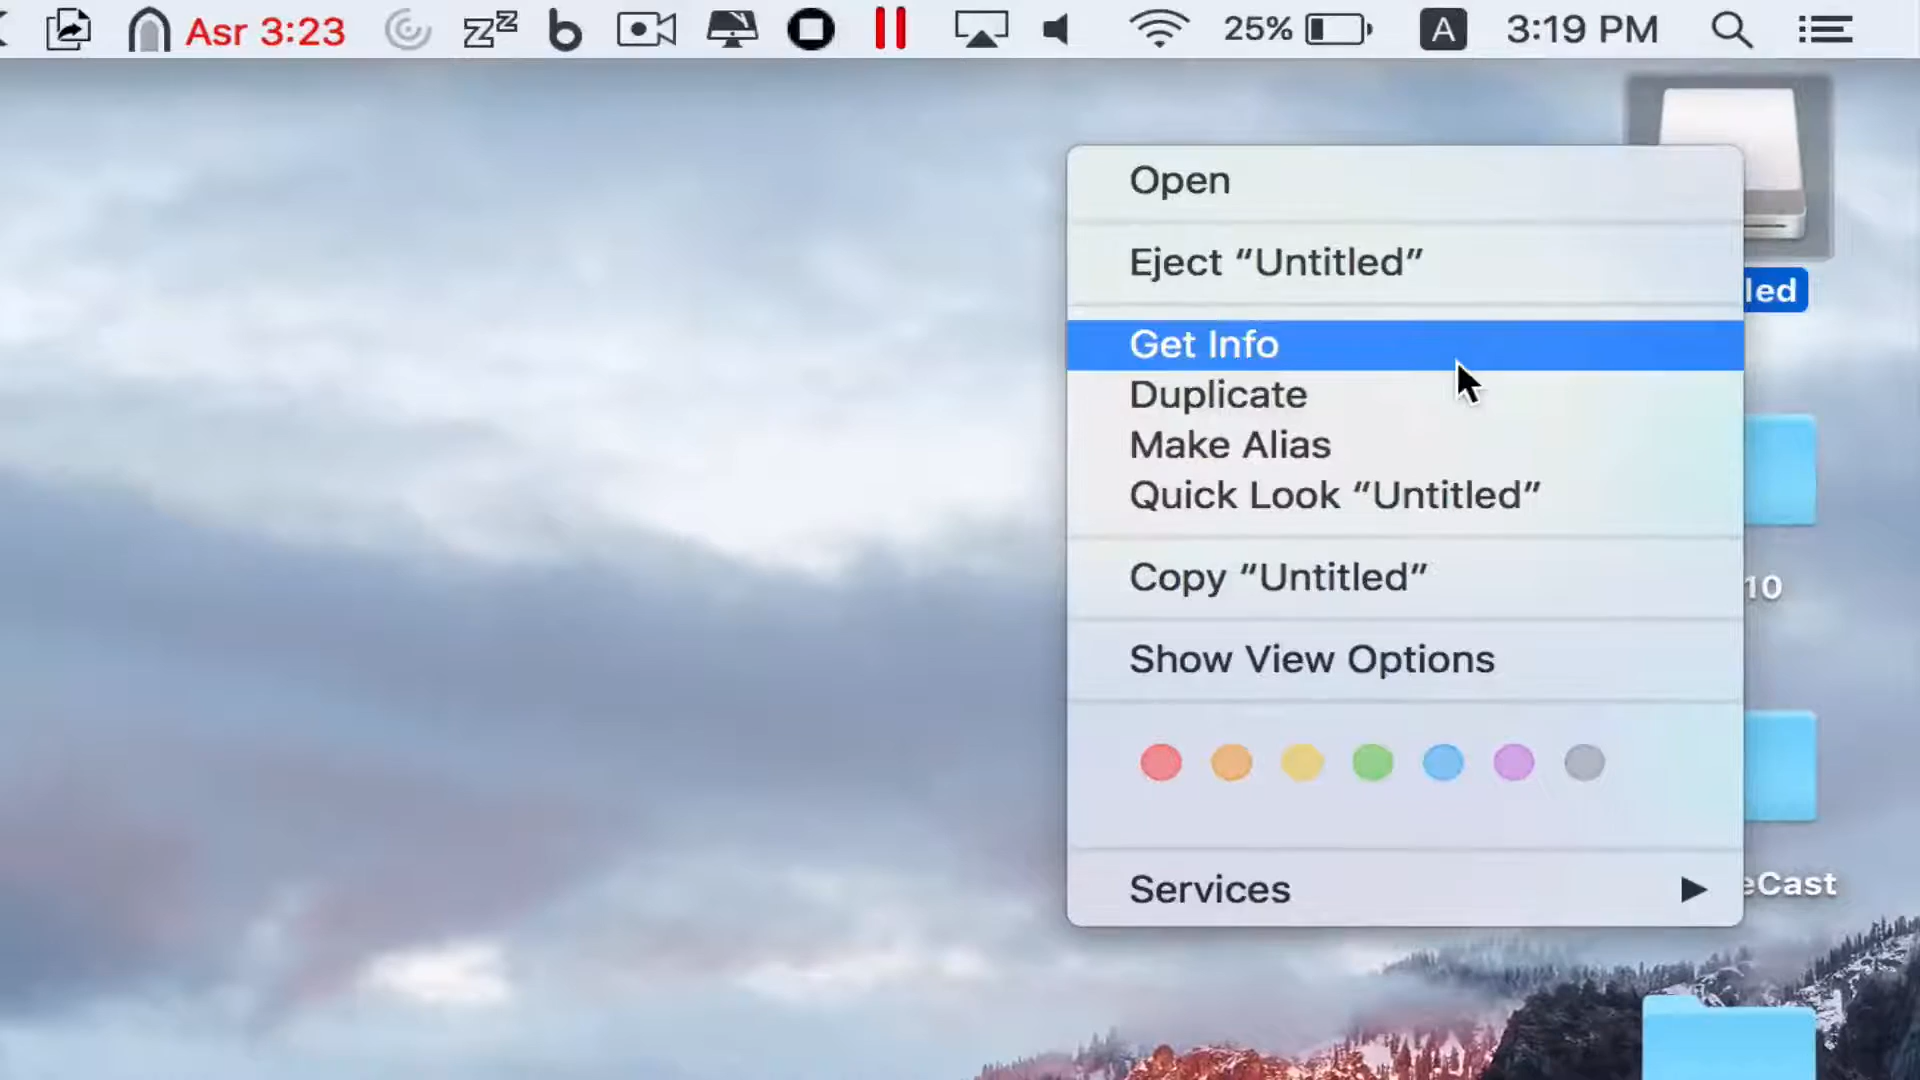 Asr 3:23 zzz b 25% A 3:19 PM
Open
Eject “Untitled”
led
Get Info
Duplicate
Make Alias
Quick Look “Untitled”
Copy “Untitled”
10
Show View Options
Services
eCast